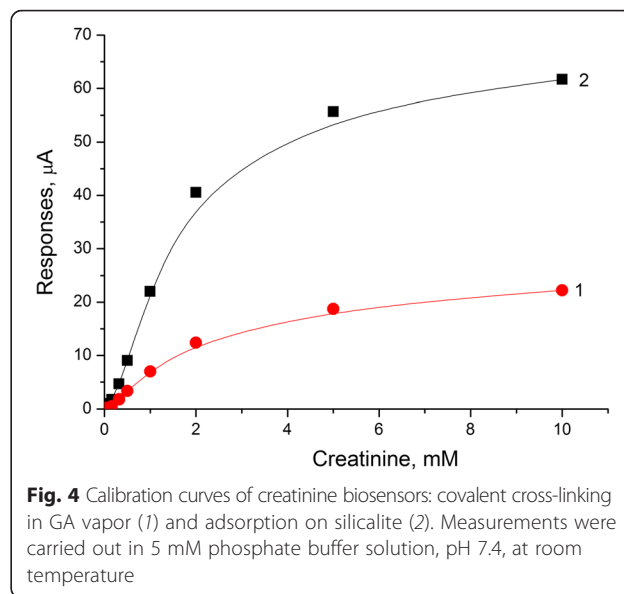 70
60
50
40
30
20
10
0
Responses, µA
2
1
0
2
4
6
8
10
Creatinine, mM
Fig. 4 Calibration curves of creatinine biosensors: covalent cross-linking
in GA vapor (1) and adsorption on silicalite (2). Measurements were
carried out in 5 mM phosphate buffer solution, pH 7.4, at room
temperature